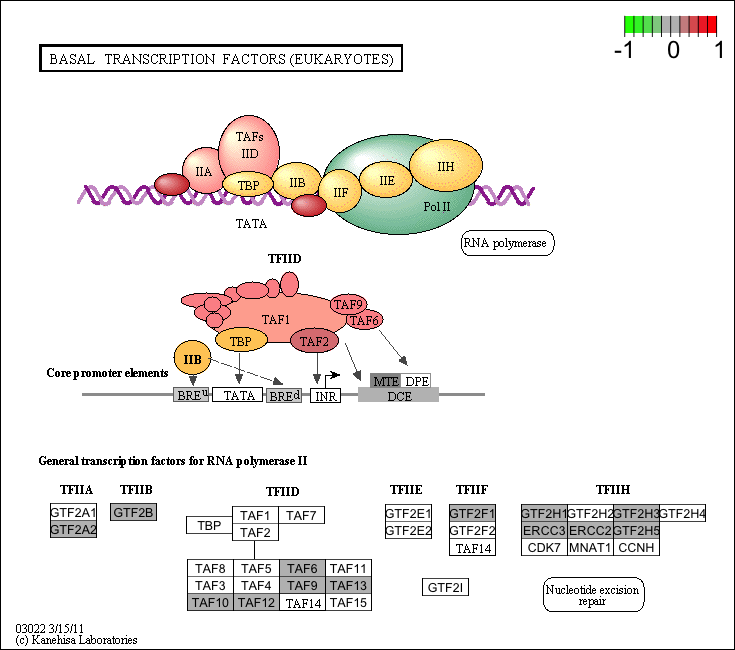 -1 0 1
BASAL TRANSCRIPTION FACTORS (EUKARYOTES)
TAFs
IID
IIA
TBP
IIB
IIF
IIE
IIH
Pol II
TATA
RNA polymerase
TFIID
TAF9
TAF6
TAF1
TBP
TAF2
IIB
Core promoter elements
MTE DPE
BREu TATA BREd INR DCE
General transcription factors for RNA polymerase II
TFIIA TFIIB TFIID TFIIE TFIIF TFIIH
GTF2A1
GTF2A2
GTF2B
TBP
TAF1 TAF7
TAF2
TAF8 TAF5 TAF6 TAF11
TAF3 TAF4 TAF9 TAF13
TAF10 TAF12 TAF14 TAF15
GTF2E1
GTF2E2
GTF2F1
GTF2F2
TAF14
GTF2I
GTF2H1 GTF2H2 GTF2H3 GTF2H4
ERCC3 ERCC2 GTF2H5
CDK7 MNAT1 CCNH
Nucleotide excision
repair
03022 3/15/11
(c) Kanehisa Laboratories